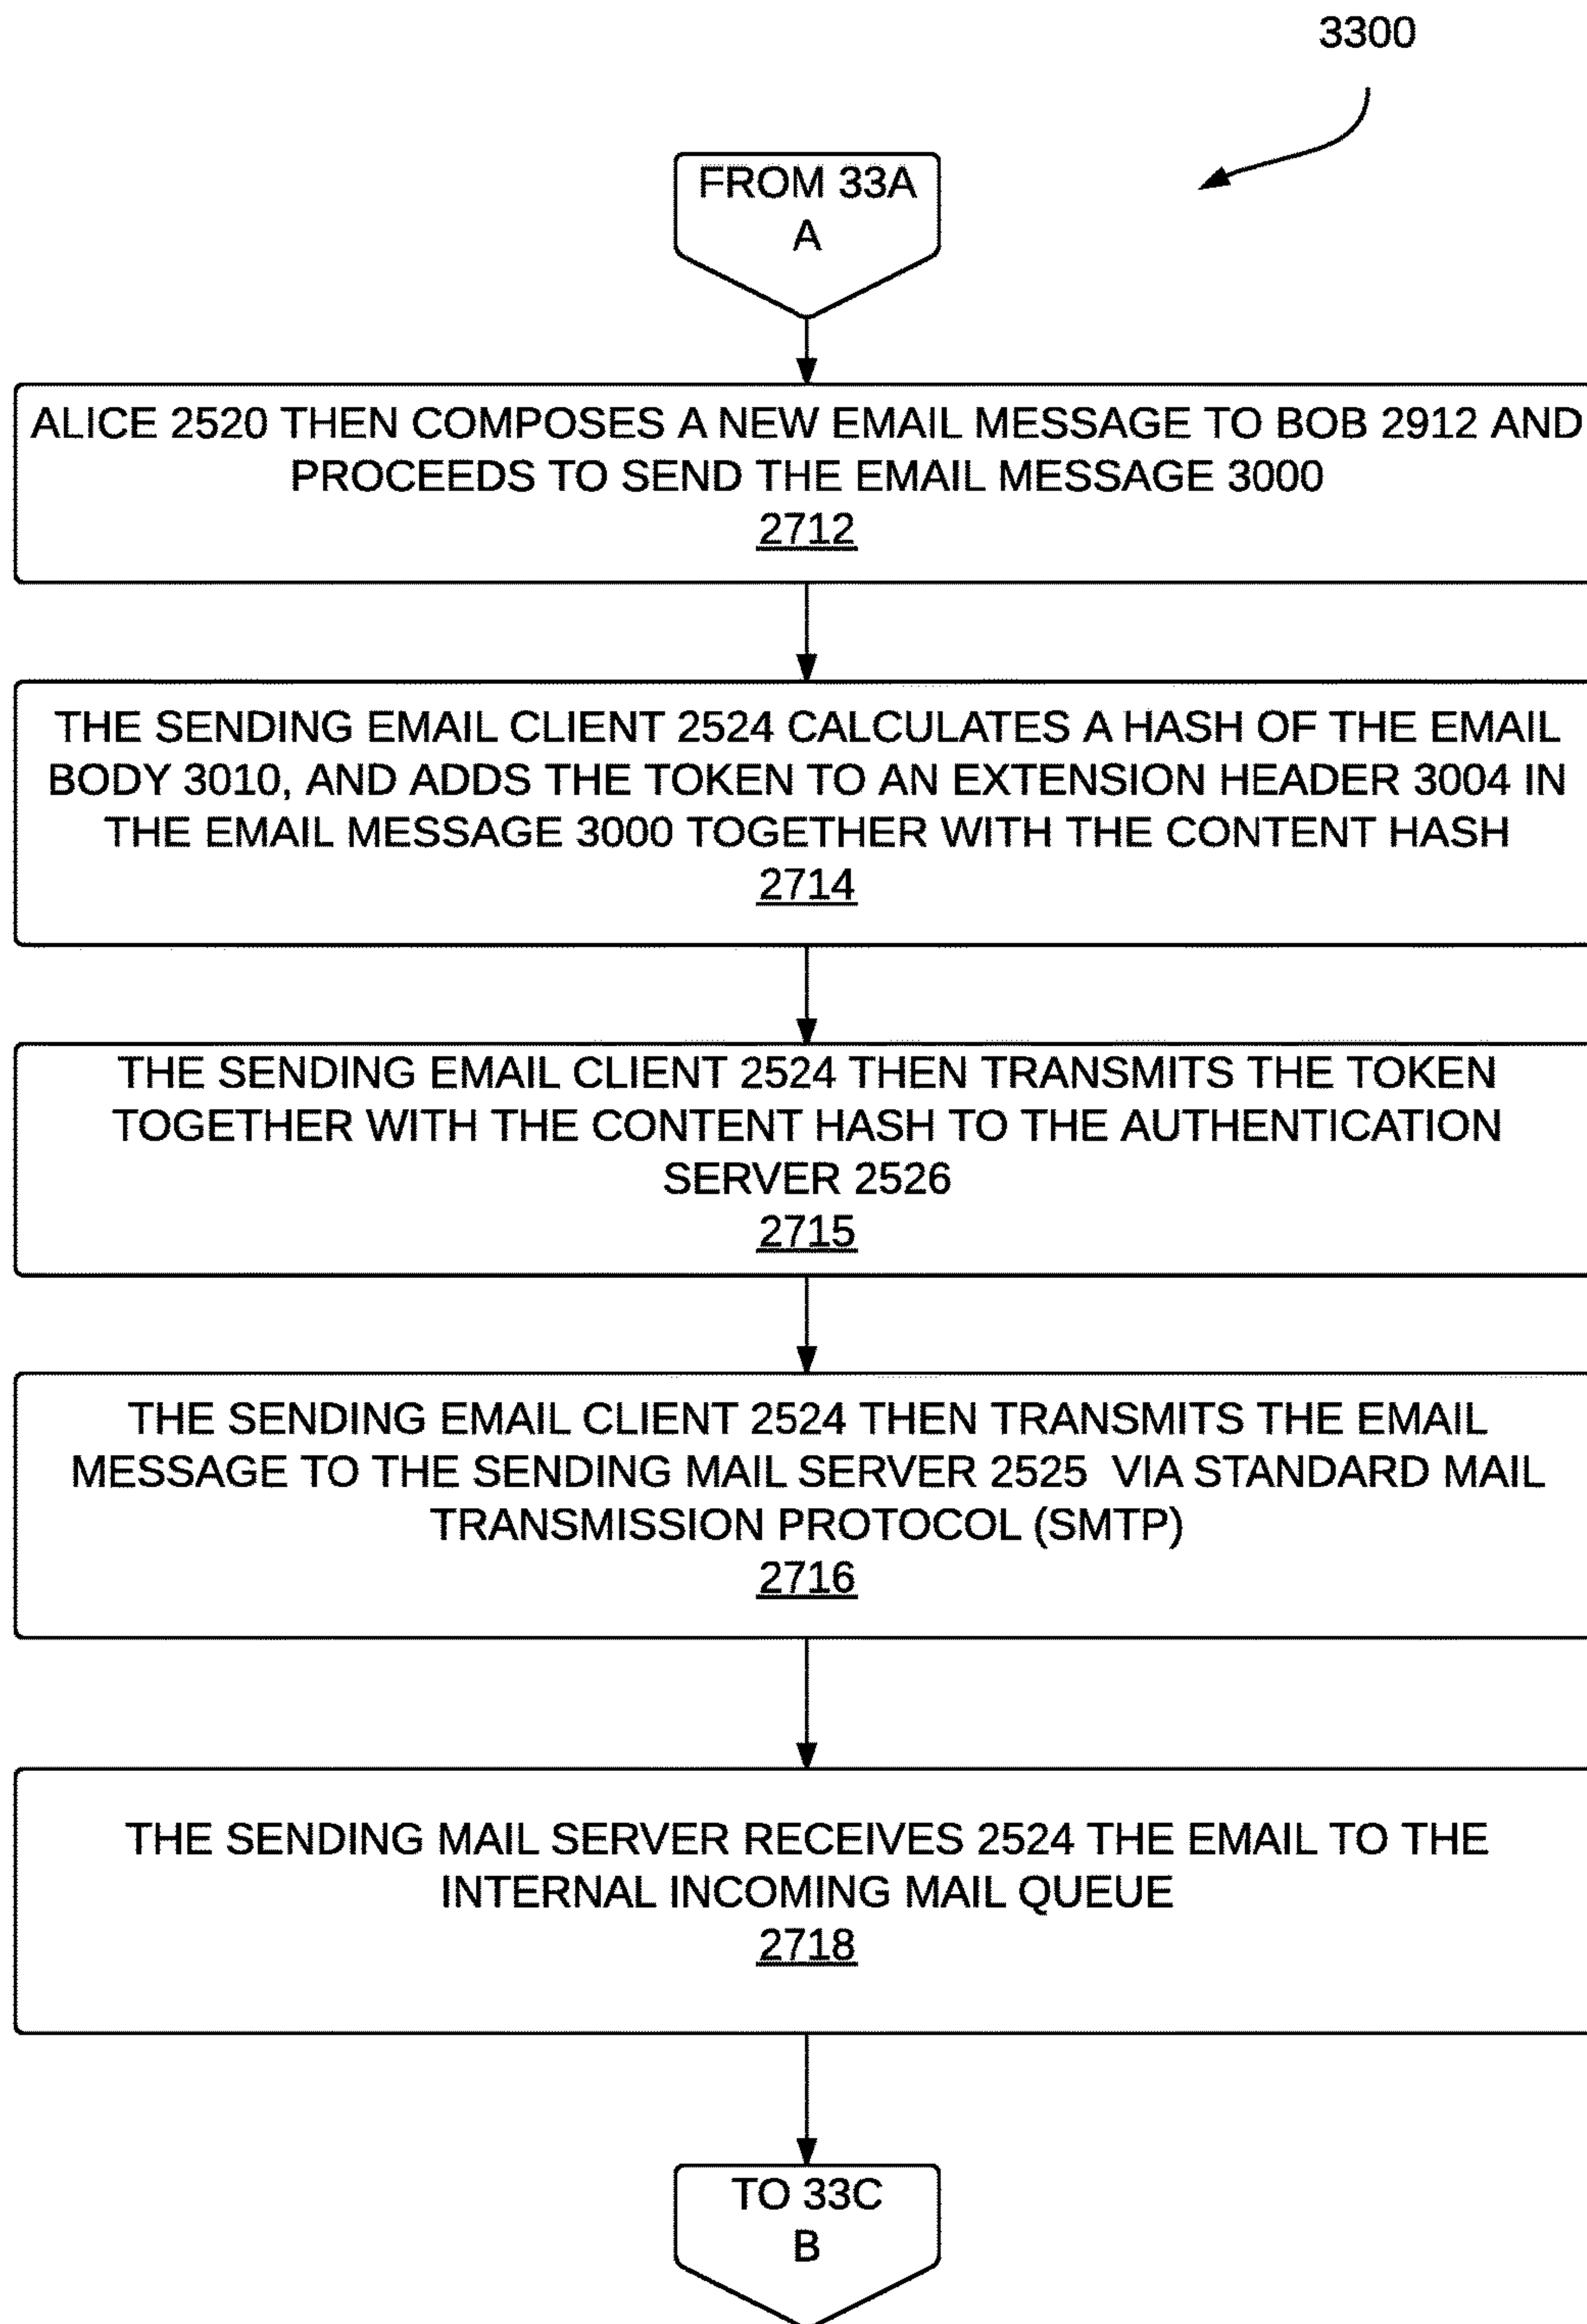 3300
FROM 33A
A
ALICE 2520 THEN COMPOSES A NEW EMAIL MESSAGE TO BOB 2912 AND
PROCEEDS TO SEND THE EMAIL MESSAGE 3000
2712
THE SENDING EMAIL CLIENT 2524 CALCULATES A HASH OF THE EMAIL
BODY 3010, AND ADDS THE TOKEN TO AN EXTENSION HEADER 3004 IN
THE EMAIL MESSAGE 3000 TOGETHER WITH THE CONTENT HASH
2714
THE SENDING EMAIL CLIENT 2524 THEN TRANSMITS THE TOKEN
TOGETHER WITH THE CONTENT HASH TO THE AUTHENTICATION
SERVER 2526
2715
THE SENDING EMAIL CLIENT 2524 THEN TRANSMITS THE EMAIL
MESSAGE TO THE SENDING MAIL SERVER 2525 VIA STANDARD MAIL
TRANSMISSION PROTOCOL (SMTP)
2716
THE SENDING MAIL SERVER RECEIVES 2524 THE EMAIL TO THE
INTERNAL INCOMING MAIL QUEUE
2718
TO 33C
B